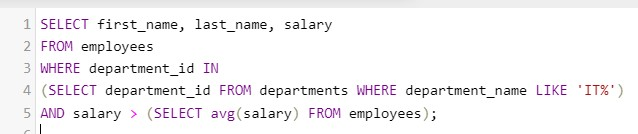 1 SELECT first_name, last_name, salary
2 FROM employees
3 WHERE department_id IN
4 (SELECT department_id FROM departments WHERE department_name LIKE 'IT%')
5 AND salary > (SELECT avg(salary) FROM employees);